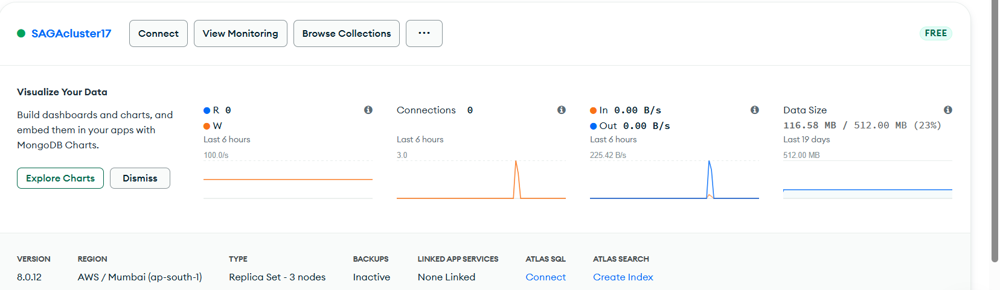 SAGAcluster17
Connect
View Monitoring
Browse Collections
...
FREE
Visualize Your Data
Build dashboards and charts, and
embed them in your apps with
MongoDB Charts.
Explore Charts
Dismiss
R 0
W
Last 6 hours
100.0/s
Connections 0
Last 6 hours
3.0
In 0.00 B/s
Out 0.00 B/s
Last 6 hours
225.42 B/s
Data Size
116.58 MB / 512.00 MB (23%)
Last 19 days
512.00 MB
VERSION
8.0.12
REGION
AWS / Mumbai (ap-south-1)
TYPE
Replica Set - 3 nodes
BACKUPS
Inactive
LINKED APP SERVICES
None Linked
ATLAS SQL
Connect
ATLAS SEARCH
Create Index